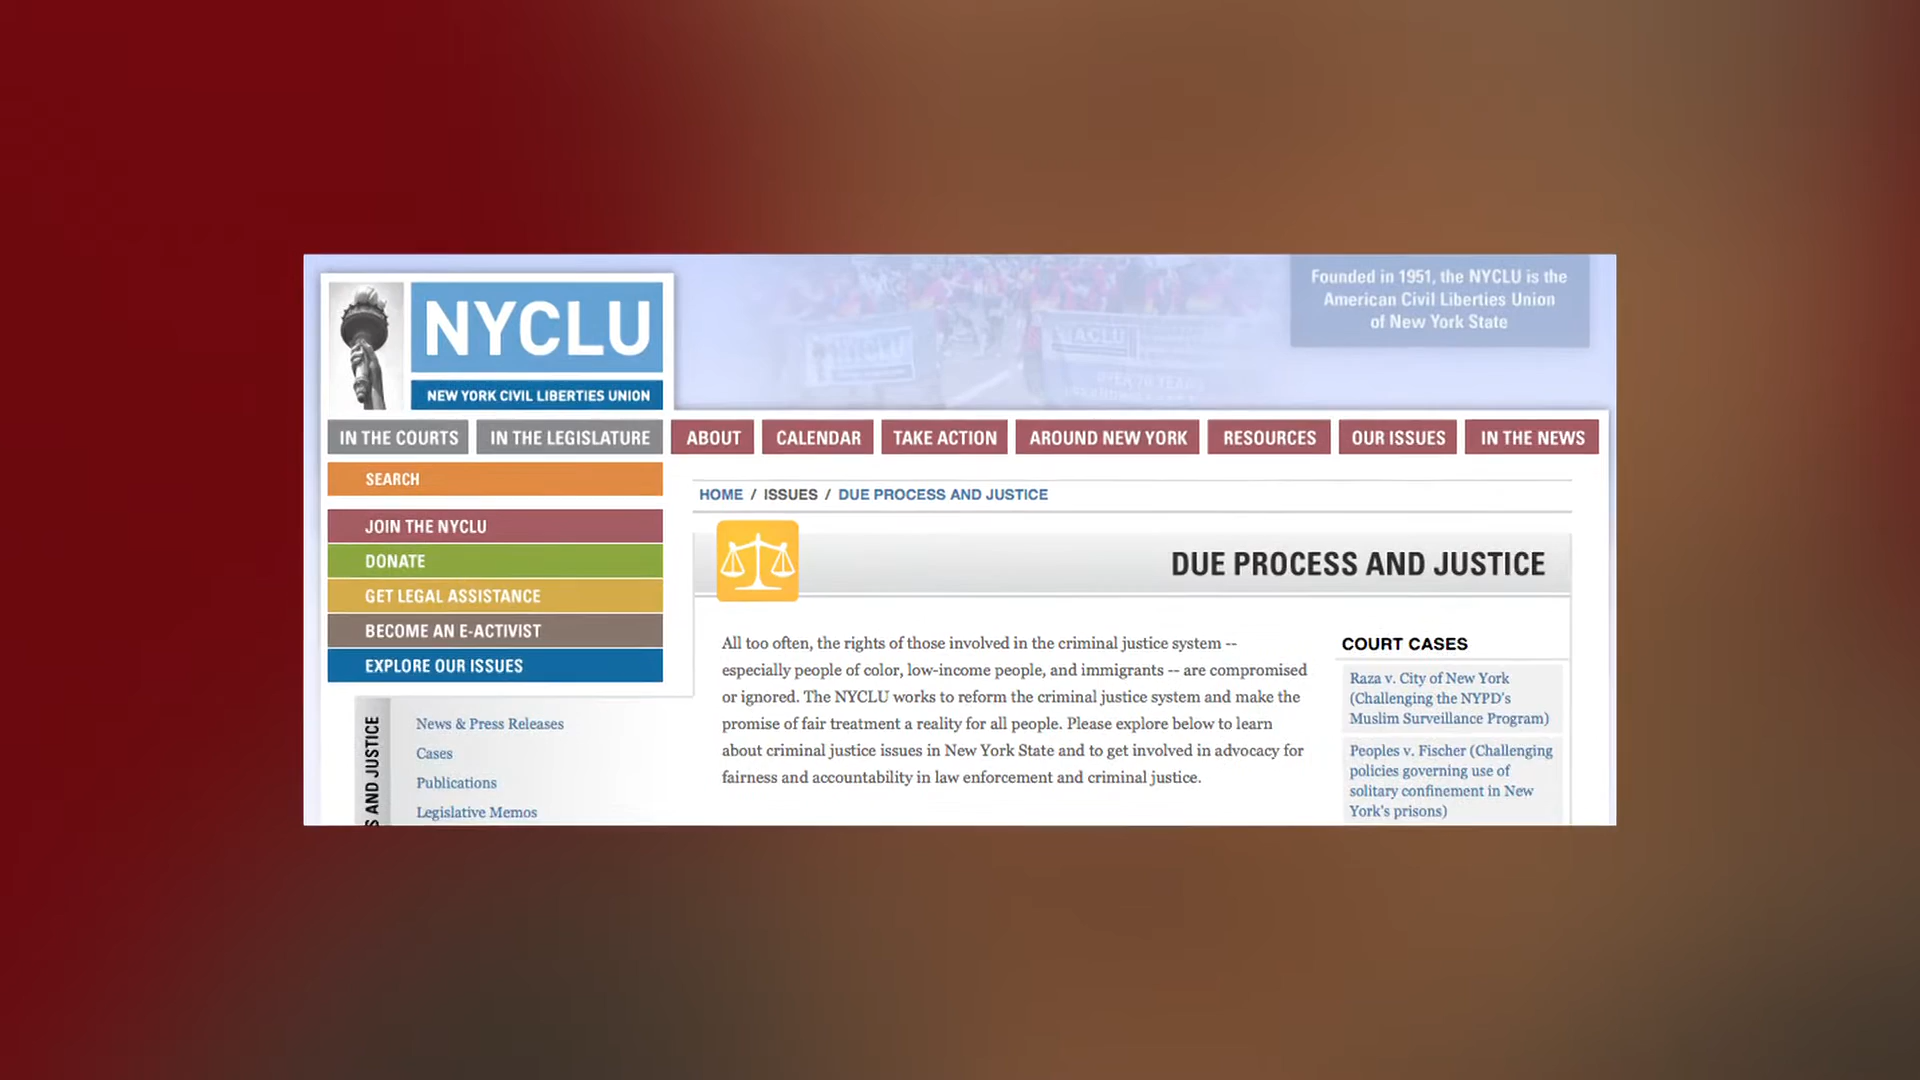 Founded in 1951, the NYCLU is the
American Civil Liberties Union
of New York State
NYCLU
NEW YORK CIVIL LIBERTIES UNION
IN THE COURTS
IN THE LEGISLATURE
ABOUT
CALENDAR
TAKE ACTION
AROUND NEW YORK
RESOURCES
OUR ISSUES
IN THE NEWS
SEARCH
JOIN THE NYCLU
DONATE
GET LEGAL ASSISTANCE
BECOME AN E-ACTIVIST
EXPLORE OUR ISSUES
AND JUSTICE
News & Press Releases
Cases
Publications
Legislative Memos
HOME / ISSUES / DUE PROCESS AND JUSTICE
DUE PROCESS AND JUSTICE
All too often, the rights of those involved in the criminal justice system --
especially people of color, low-income people, and immigrants -- are compromised
or ignored. The NYCLU works to reform the criminal justice system and make the
promise of fair treatment a reality for all people. Please explore below to learn
about criminal justice issues in New York State and to get involved in advocacy for
fairness and accountability in law enforcement and criminal justice.
COURT CASES
Raza v. City of New York
(Challenging the NYPD's
Muslim Surveillance Program)
Peoples v. Fischer (Challenging
policies governing use of
solitary confinement in New
York's prisons)